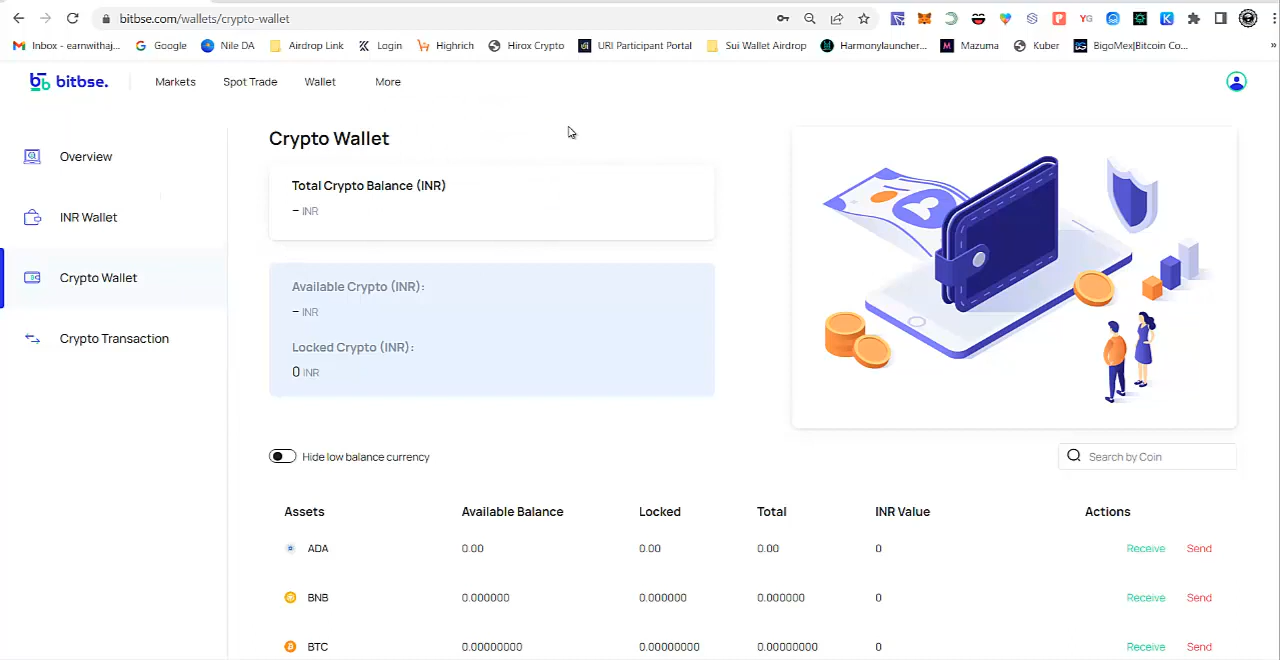 bitbse.com/wallets/crypto-wallet
Inbox - earnwithaj... Google Nile DA Airdrop Link Login Highrich Hirox Crypto URI Participant Portal Sui Wallet Airdrop Harmonylauncher... Mazuma Kuber BigoMex|Bitcoin Co... »
bitbse. Markets Spot Trade Wallet More
Overview
INR Wallet
Crypto Wallet
Crypto Transaction
Crypto Wallet
Total Crypto Balance (INR)
– INR
Available Crypto (INR):
– INR
Locked Crypto (INR):
0 INR
Hide low balance currency
Search by Coin
Assets Available Balance Locked Total INR Value Actions
ADA 0.00 0.00 0.00 0 Receive Send
BNB 0.000000 0.000000 0.000000 0 Receive Send
BTC 0.00000000 0.00000000 0.00000000 0 Receive Send